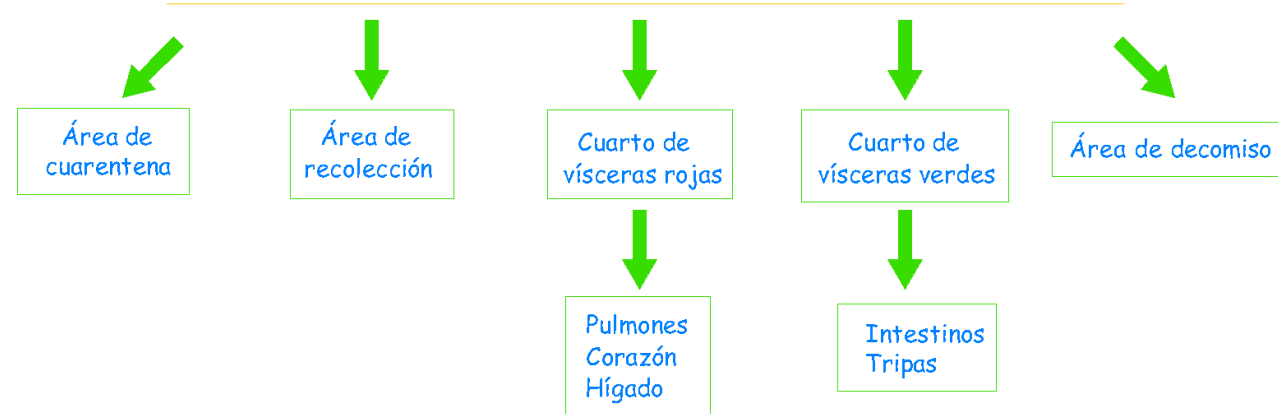 Área de
cuarentena
Área de
recolección
Cuarto de
vísceras rojas
Cuarto de
vísceras verdes
Área de decomiso
Pulmones
Corazón
Hígado
Intestinos
Tripas